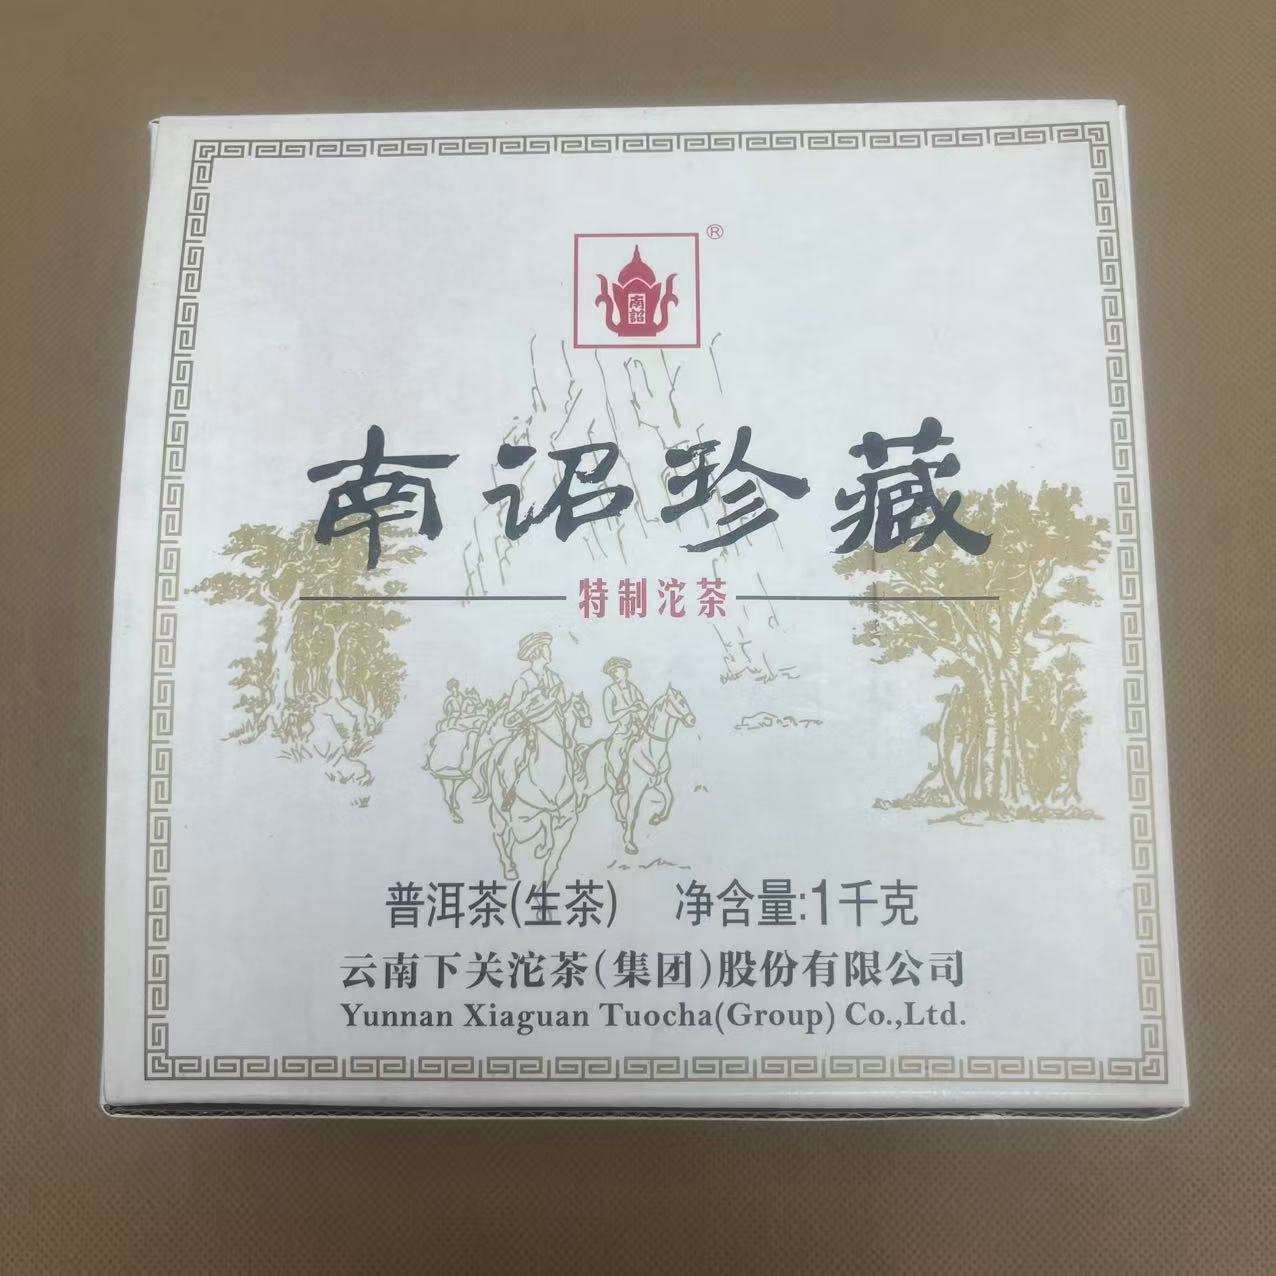 ®
南詔
南诏珍藏
特制沱茶
普洱茶(生茶) 净含量:1千克
云南下关沱茶(集团)股份有限公司
Yunnan Xiaguan Tuocha(Group) Co.,Ltd.